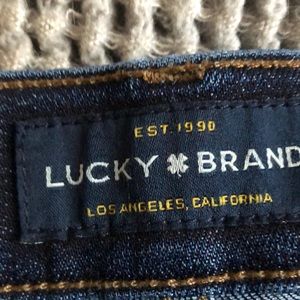 EST. 1990
LUCKY BRAND
LOS ANGELES, CALIFORNIA